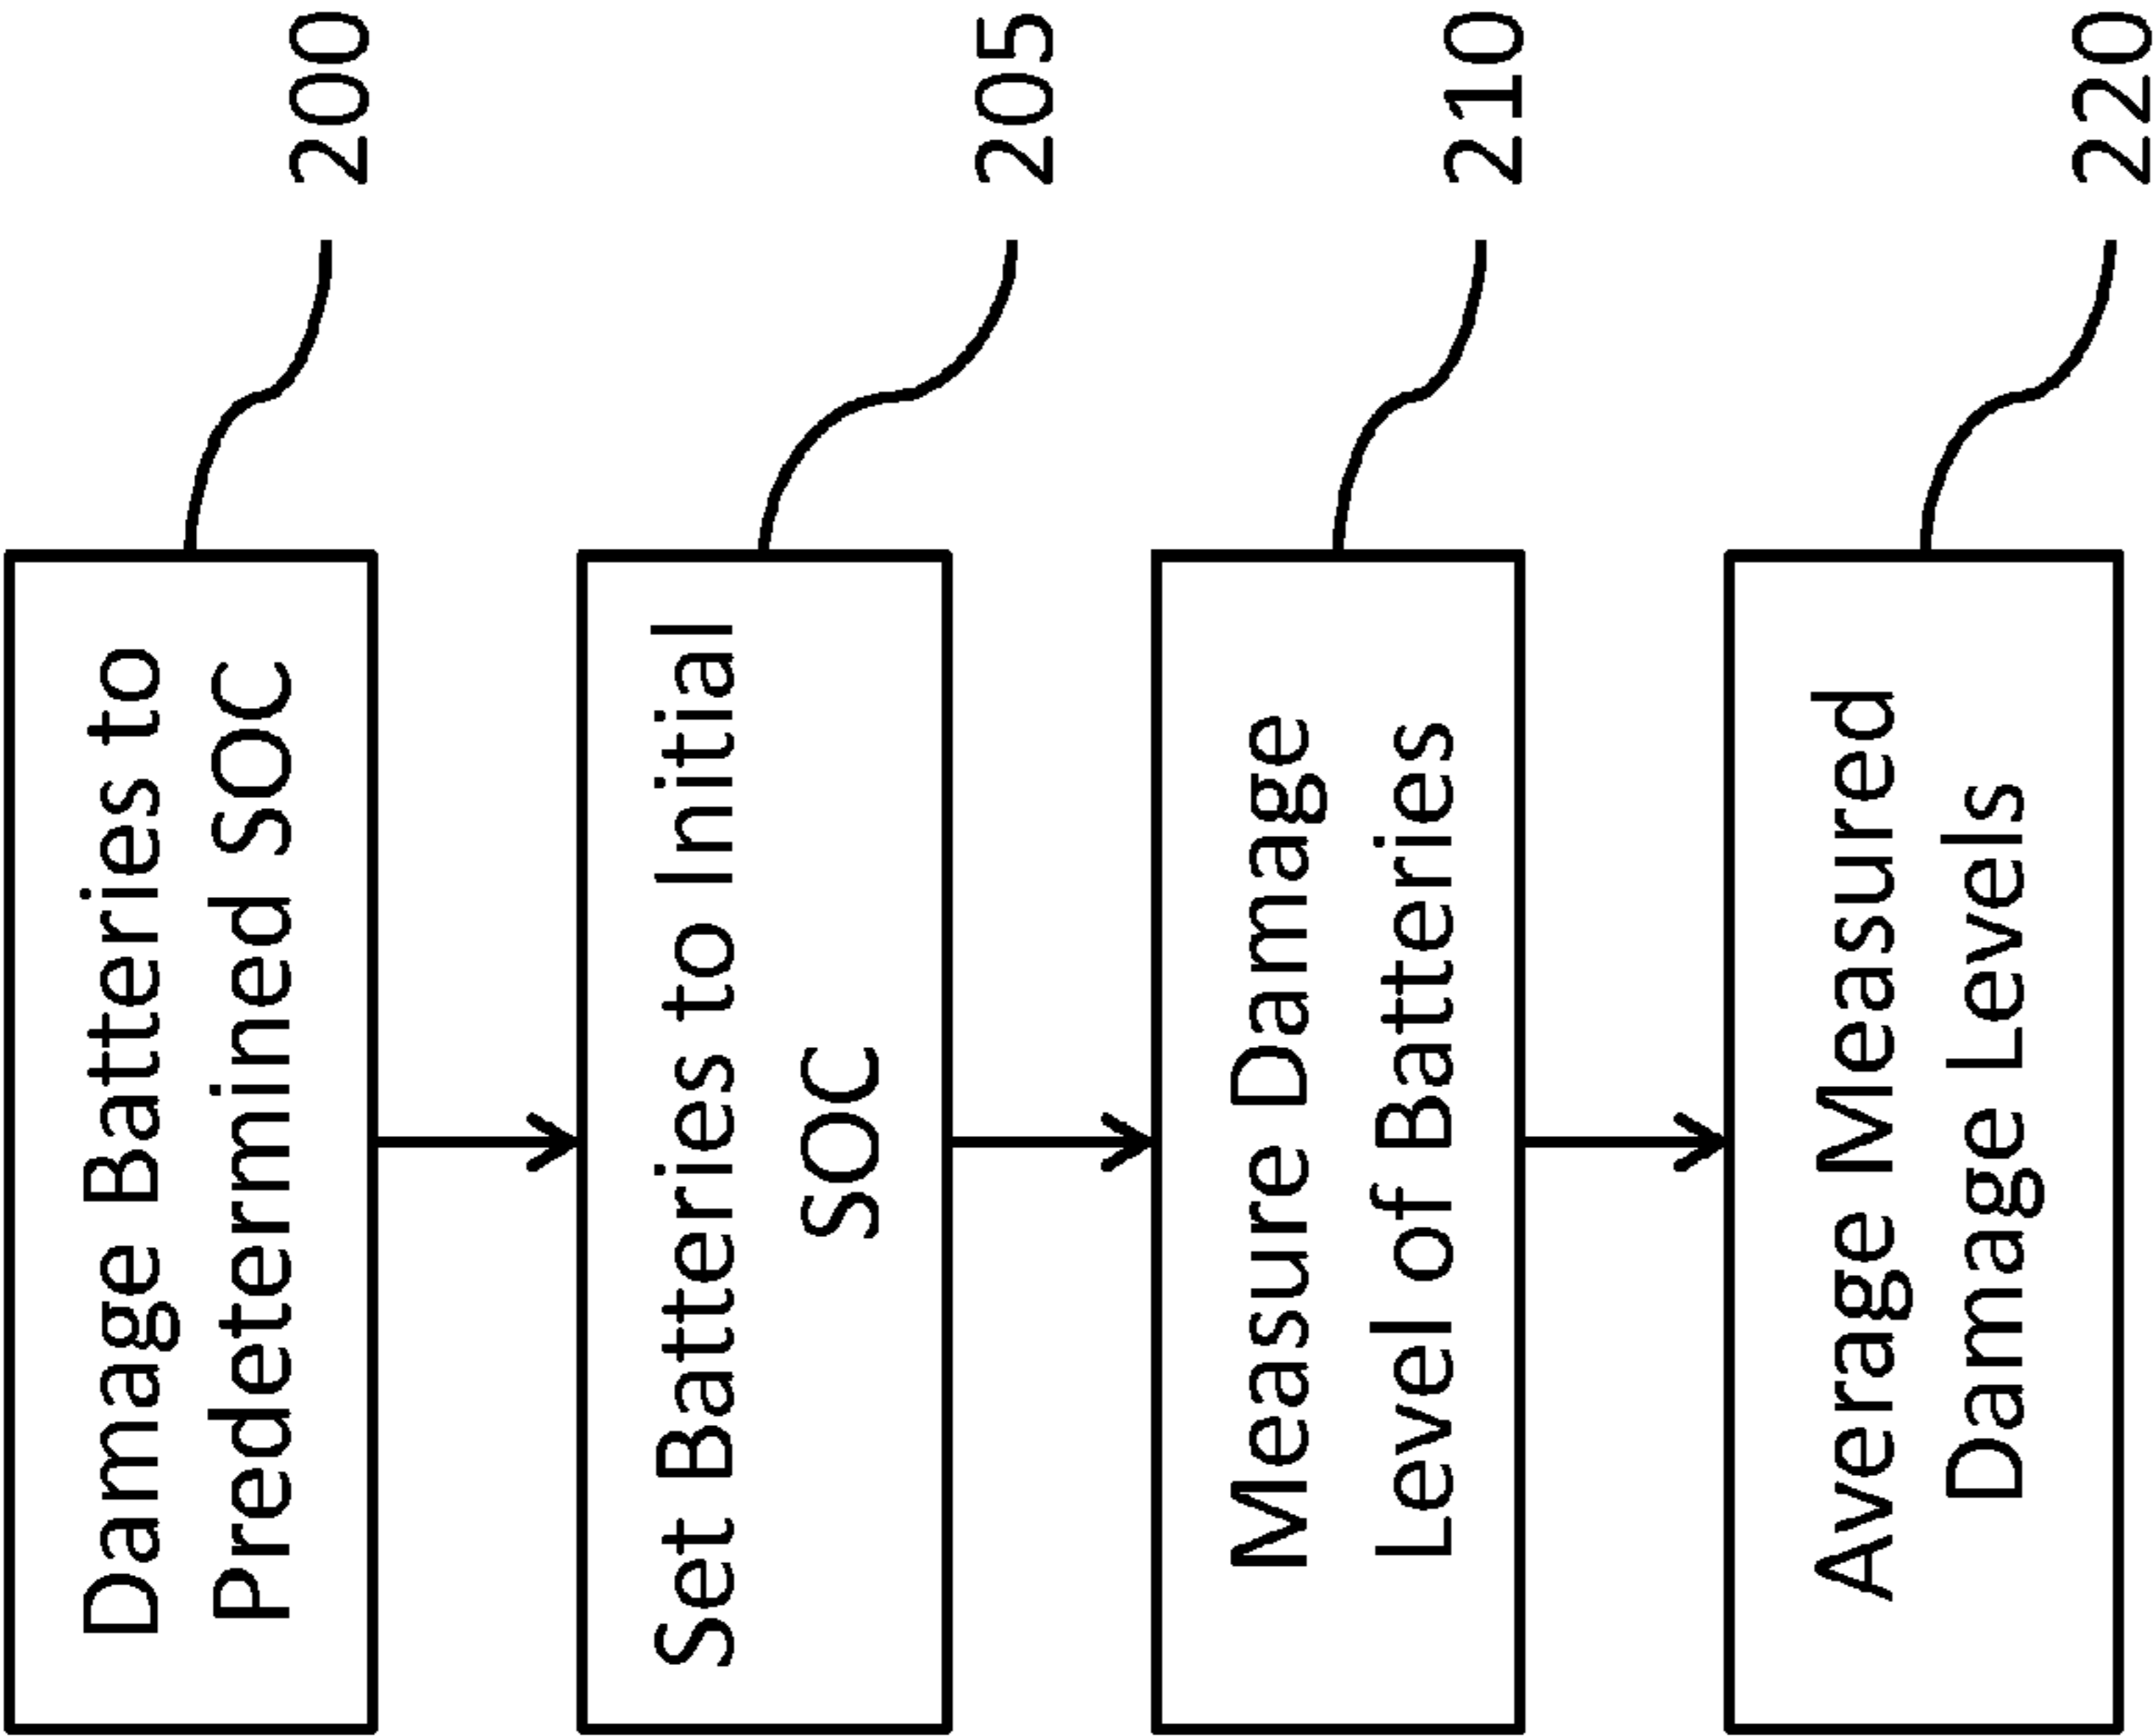 Damage Batteries to
Predetermined SOC
200
Set Batteries to Initial
SOC
205
Measure Damage
Level of Batteries
210
Average Measured
Damage Levels
220